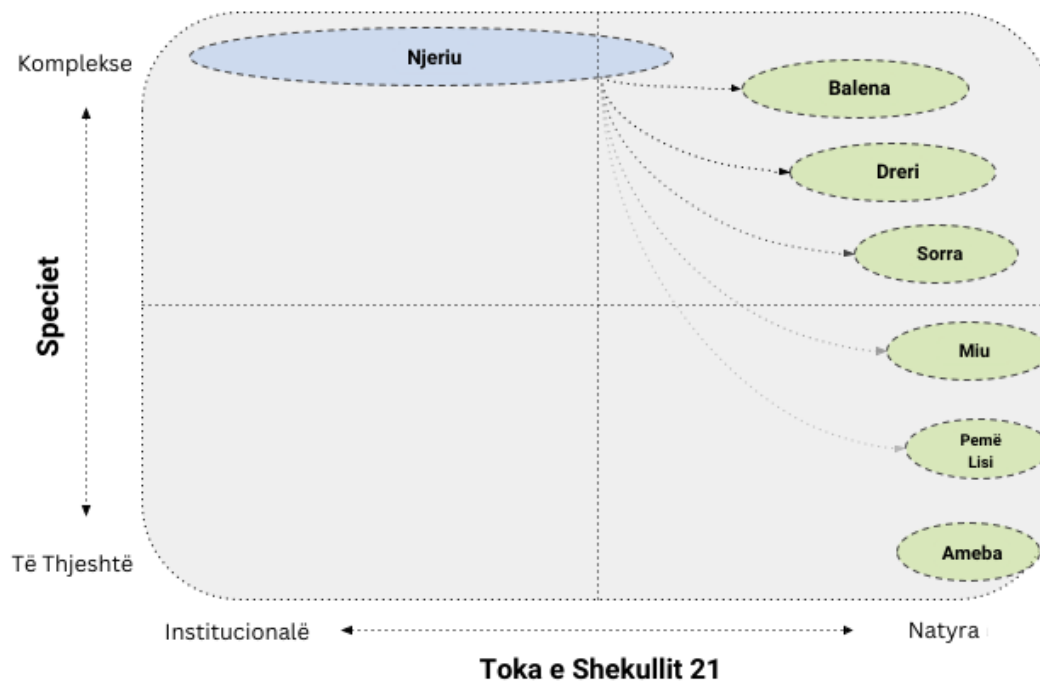 Komplekse
Njeriu
Balena
Dreri
Sorra
Speciet
Miu
Pemë
Lisi
Ameba
Të Thjeshtë
Institucionalë
Natyra
Toka e Shekullit 21